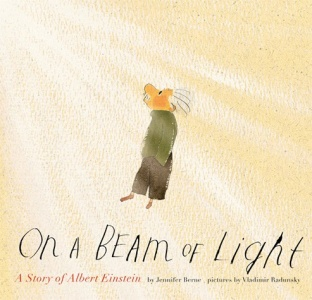 ON A BEAM OF Light
A Story of Albert Einstein by Jennifer Berne pictures by Vladimir Radunsky